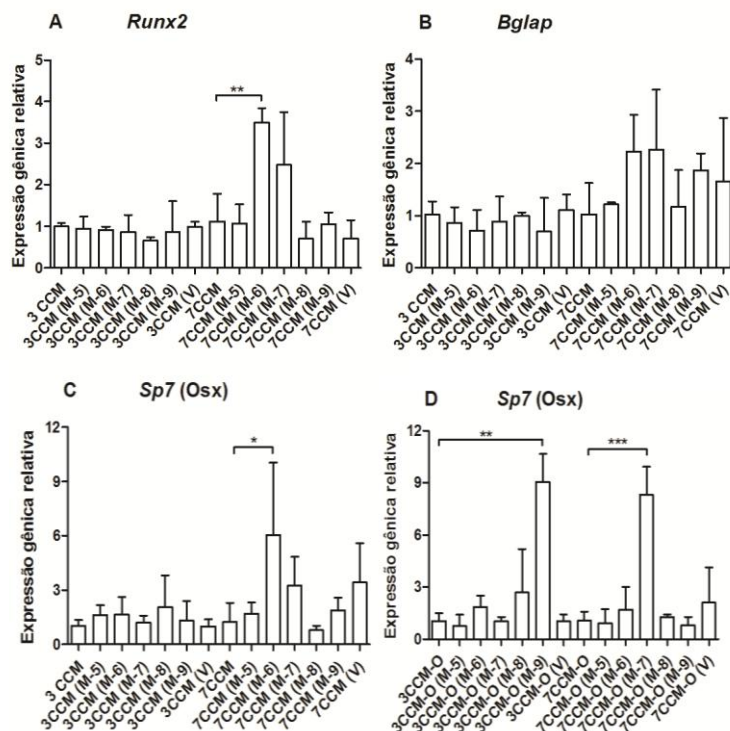 A Runx2
Expressão gênica relativa
5
4
3
2
1
0
**
3 CCM
3CCM (M-5)
3CCM (M-6)
3CCM (M-7)
3CCM (M-8)
3CCM (M-9)
3CCM (V)
7CCM
7CCM (M-5)
7CCM (M-6)
7CCM (M-7)
7CCM (M-8)
7CCM (M-9)
7CCM (V)
B Bglap
Expressão gênica relativa
4
3
2
1
0
3 CCM
3CCM (M-5)
3CCM (M-6)
3CCM (M-7)
3CCM (M-8)
3CCM (M-9)
3CCM (V)
7CCM
7CCM (M-5)
7CCM (M-6)
7CCM (M-7)
7CCM (M-8)
7CCM (M-9)
7CCM (V)
C Sp7 (Osx)
Expressão gênica relativa
12
9
6
3
0
*
3 CCM
3CCM (M-5)
3CCM (M-6)
3CCM (M-7)
3CCM (M-8)
3CCM (M-9)
3CCM (V)
7CCM
7CCM (M-5)
7CCM (M-6)
7CCM (M-7)
7CCM (M-8)
7CCM (M-9)
7CCM (V)
D Sp7 (Osx)
Expressão gênica relativa
12
9
6
3
0
**
***
3CCM-O
3CCM-O (M-5)
3CCM-O (M-6)
3CCM-O (M-7)
3CCM-O (M-8)
3CCM-O (M-9)
3CCM-O (V)
7CCM-O
7CCM-O (M-5)
7CCM-O (M-6)
7CCM-O (M-7)
7CCM-O (M-8)
7CCM-O (M-9)
7CCM-O (V)